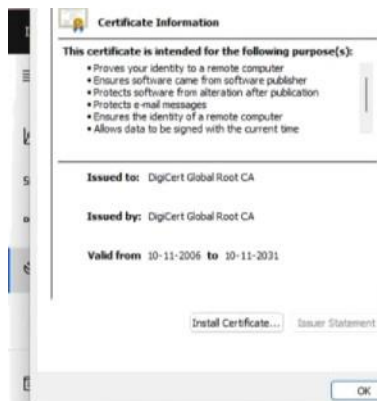 Certificate Information
This certificate is intended for the following purpose(s):
• Proves your identity to a remote computer
• Ensures software came from software publisher
• Protects software from alteration after publication
• Protects e-mail messages
• Ensures the identity of a remote computer
• Allows data to be signed with the current time
Issued to: DigiCert Global Root CA
Issued by: DigiCert Global Root CA
Valid from 10-11-2006 to 10-11-2031
Install Certificate... Issuer Statement
OK